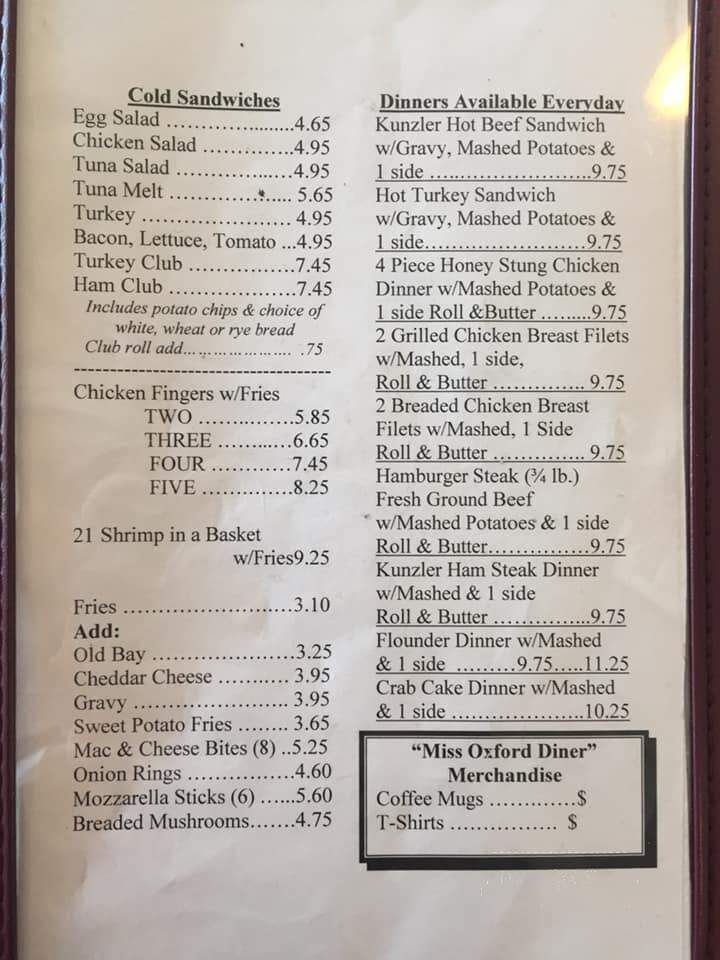 Cold Sandwiches
Egg Salad ......................4.65
Chicken Salad ..............4.95
Tuna Salad ..................4.95
Tuna Melt ................... 5.65
Turkey ....................... 4.95
Bacon, Lettuce, Tomato ...4.95
Turkey Club ................7.45
Ham Club ...................7.45
Includes potato chips & choice of
white, wheat or rye bread
Club roll add...................... .75
----------------------------------
Chicken Fingers w/Fries
TWO ..............5.85
THREE ...........6.65
FOUR ............7.45
FIVE ..............8.25
21 Shrimp in a Basket
w/Fries9.25
Fries ..........................3.10
Add:
Old Bay ......................3.25
Cheddar Cheese ............ 3.95
Gravy ........................ 3.95
Sweet Potato Fries ........ 3.65
Mac & Cheese Bites (8) ..5.25
Onion Rings ................4.60
Mozzarella Sticks (6) ......5.60
Breaded Mushrooms.......4.75
Dinners Available Everyday
Kunzler Hot Beef Sandwich
w/Gravy, Mashed Potatoes &
1 side .........................9.75
Hot Turkey Sandwich
w/Gravy, Mashed Potatoes &
1 side........................9.75
4 Piece Honey Stung Chicken
Dinner w/Mashed Potatoes &
1 side Roll &Butter .........9.75
2 Grilled Chicken Breast Filets
w/Mashed, 1 side,
Roll & Butter .............. 9.75
2 Breaded Chicken Breast
Filets w/Mashed, 1 Side
Roll & Butter .............. 9.75
Hamburger Steak (¾ lb.)
Fresh Ground Beef
w/Mashed Potatoes & 1 side
Roll & Butter...............9.75
Kunzler Ham Steak Dinner
w/Mashed & 1 side
Roll & Butter ..............9.75
Flounder Dinner w/Mashed
& 1 side .........9.75.....11.25
Crab Cake Dinner w/Mashed
& 1 side ....................10.25
“Miss Oxford Diner”
Merchandise
Coffee Mugs .............$
T-Shirts ................ $